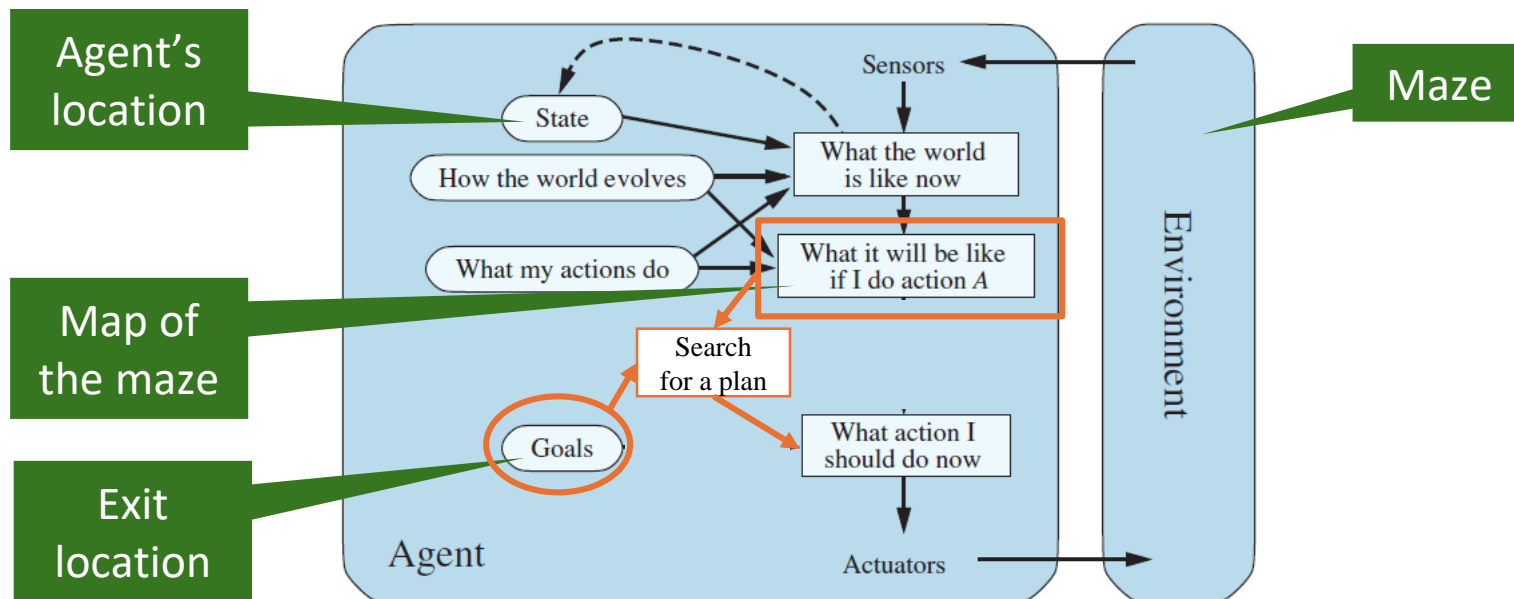 Agent’s
location
Sensors
Maze
State
What the world
is like now
How the world evolves
What it will be like
if I do action A
What my actions do
Map of
the maze
Search
for a plan
Environment
Goals
What action I
should do now
Exit
location
Agent
Actuators